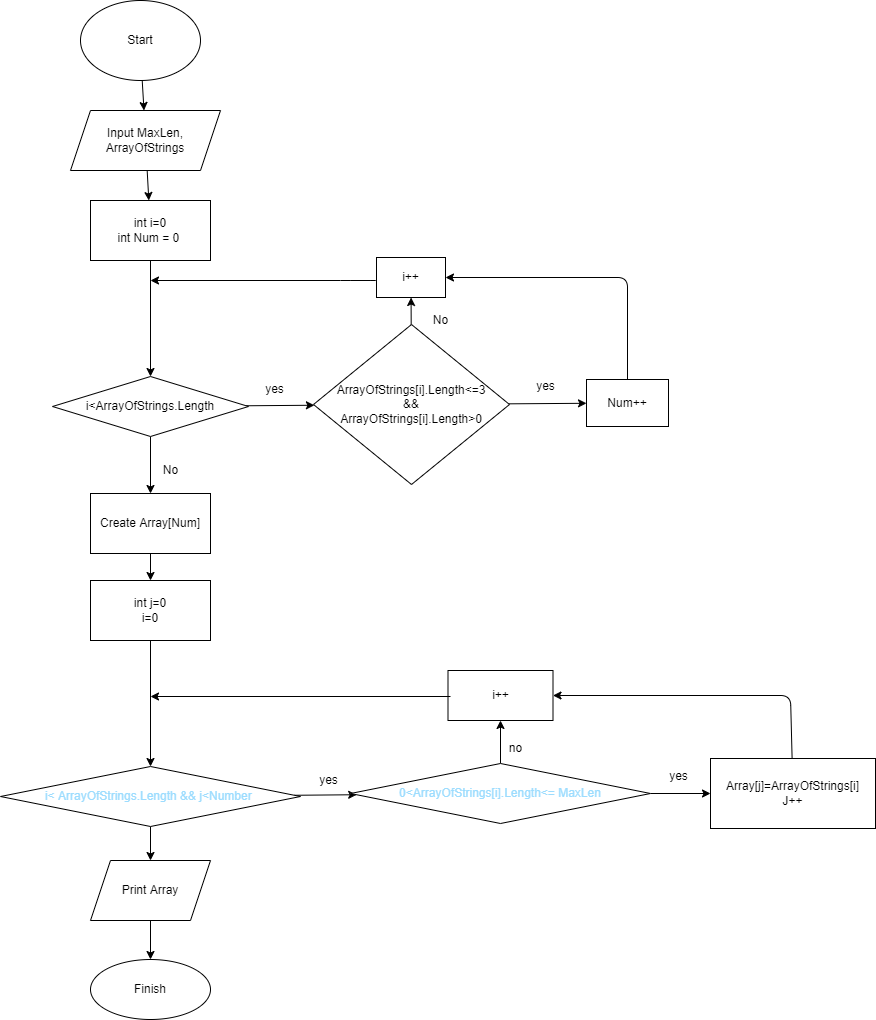 Start
Input MaxLen,
ArrayOfStrings
int i=0
int Num = 0
i++
No
i<ArrayOfStrings.Length
yes
ArrayOfStrings[i].Length<=3
&&
ArrayOfStrings[i].Length>0
yes
Num++
No
Create Array[Num]
int j=0
i=0
i++
no
i< ArrayOfStrings.Length && j<Number
yes
0<ArrayOfStrings[i].Length<= MaxLen
yes
Array[j]=ArrayOfStrings[i]
J++
Print Array
Finish